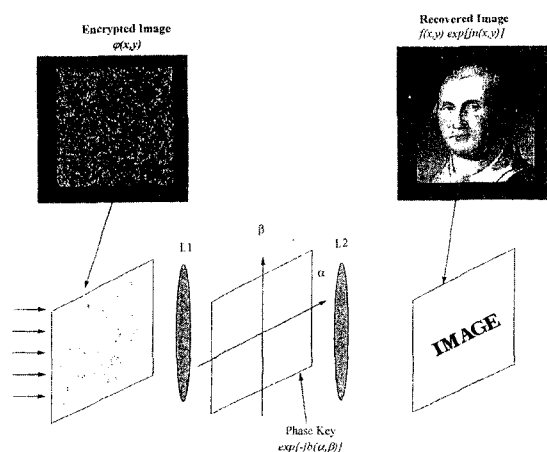 Encrypted Image
φ(x,y)
Recovered Image
f(x,y) exp[jn(x,y)]
L1
β
α
L2
IMAGE
Phase Key
exp[-jb(α,β)]